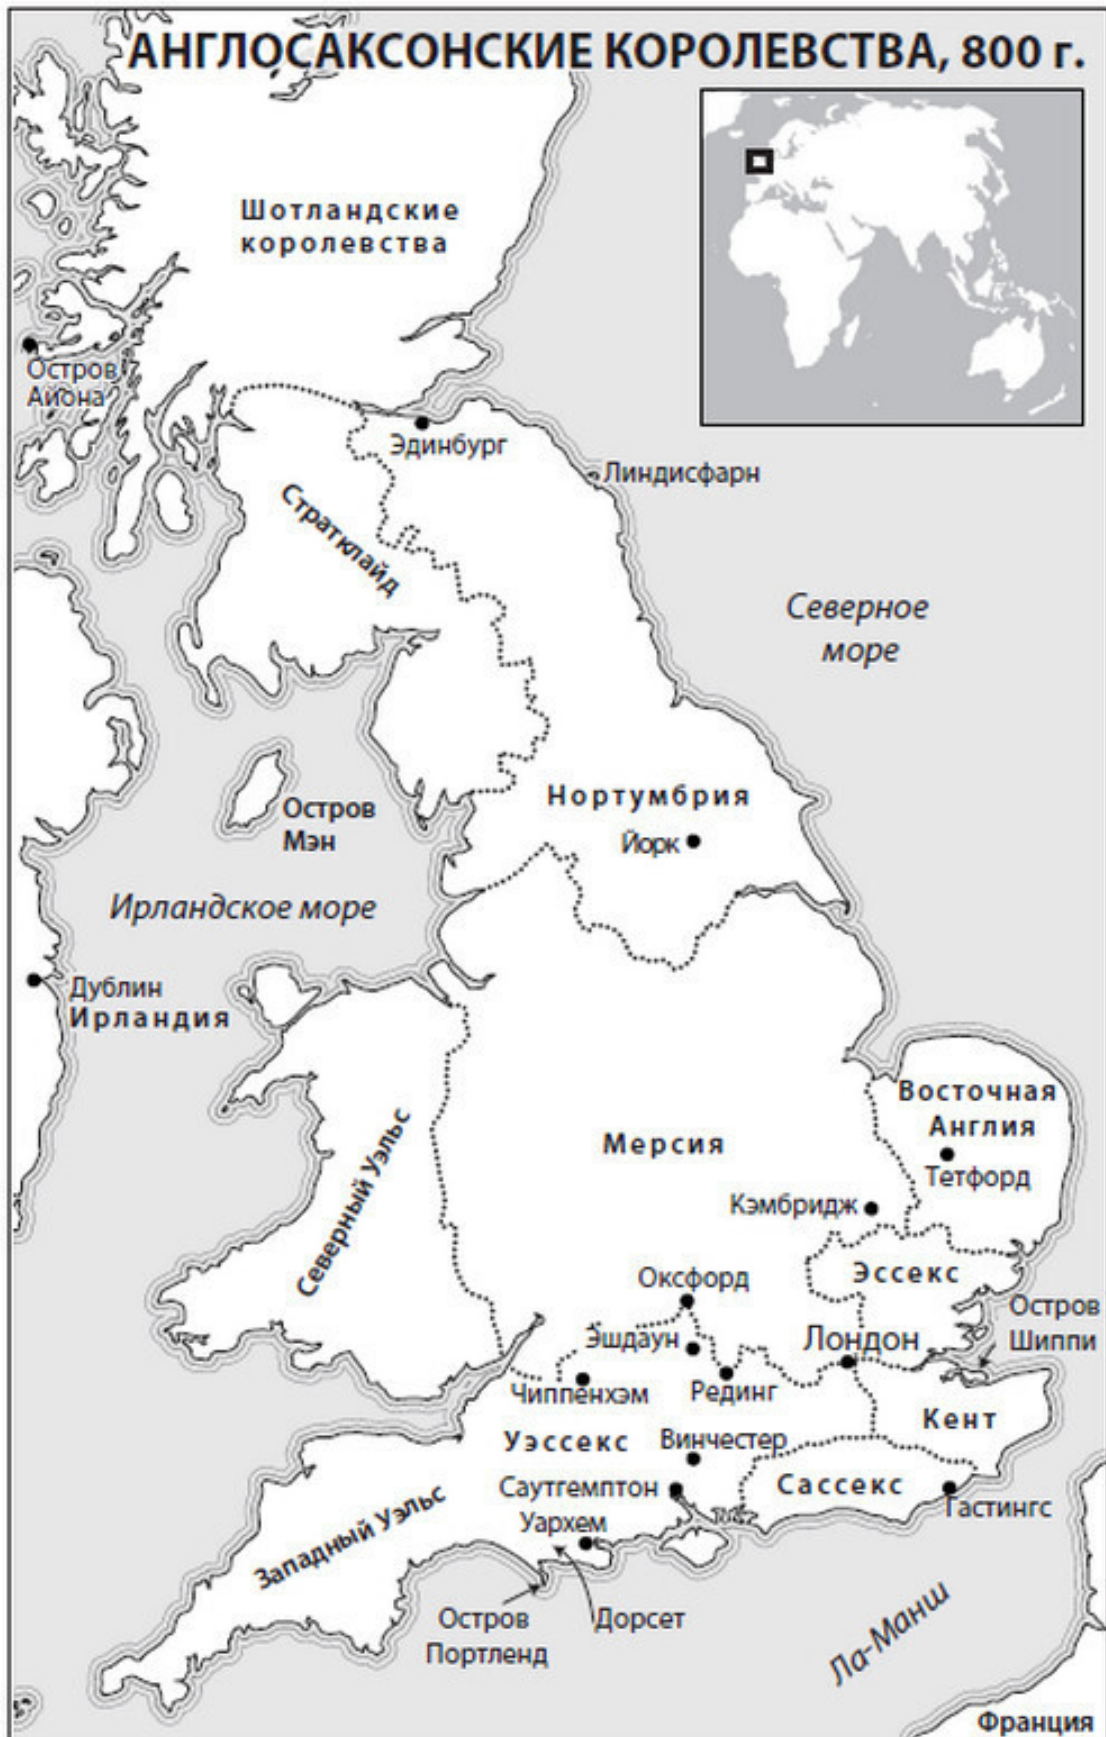 АНГЛОСАКСОНСКИЕ КОРОЛЕВСТВА, 800 г.
Шотландские
королевства
Остров
Айона
Эдинбург
Линдисфарн
Стратклайд
Северное
море
Нортумбрия
Остров
Мэн
Йорк
Ирландское море
Дублин
Ирландия
Восточная
Англия
Мерсия
Тетфорд
Северный Уэльс
Кэмбридж
Эссекс
Оксфорд
Остров
Шиппи
Эшдаун
Лондон
Чиппенхэм
Рединг
Кент
Уэссекс
Винчестер
Сассекс
Саутгемптон
Гастингс
Уархем
Западный Уэльс
Остров
Портленд
Дорсет
Ла-Манш
Франция